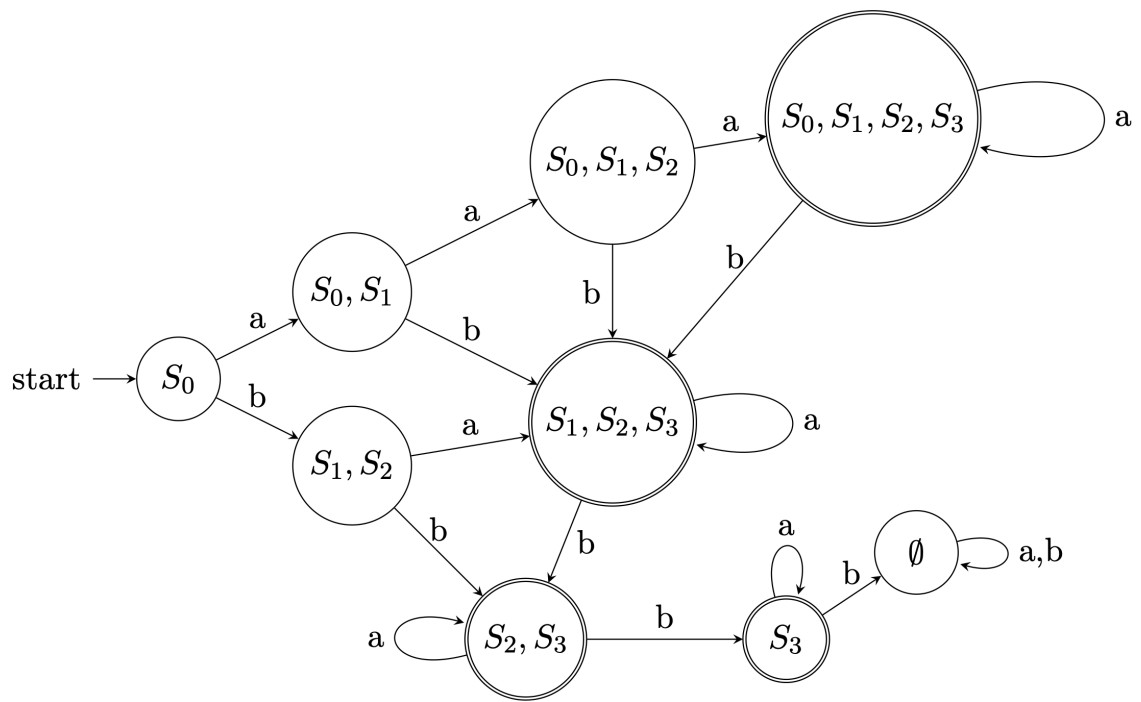 a
S₀, S₁, S₂, S₃
a
S₀, S₁, S₂
a
b
S₀, S₁
b
a
b
start
S₀
b
a
S₁, S₂, S₃
a
S₁, S₂
b
b
a
∅
a,b
b
a
S₂, S₃
b
S₃